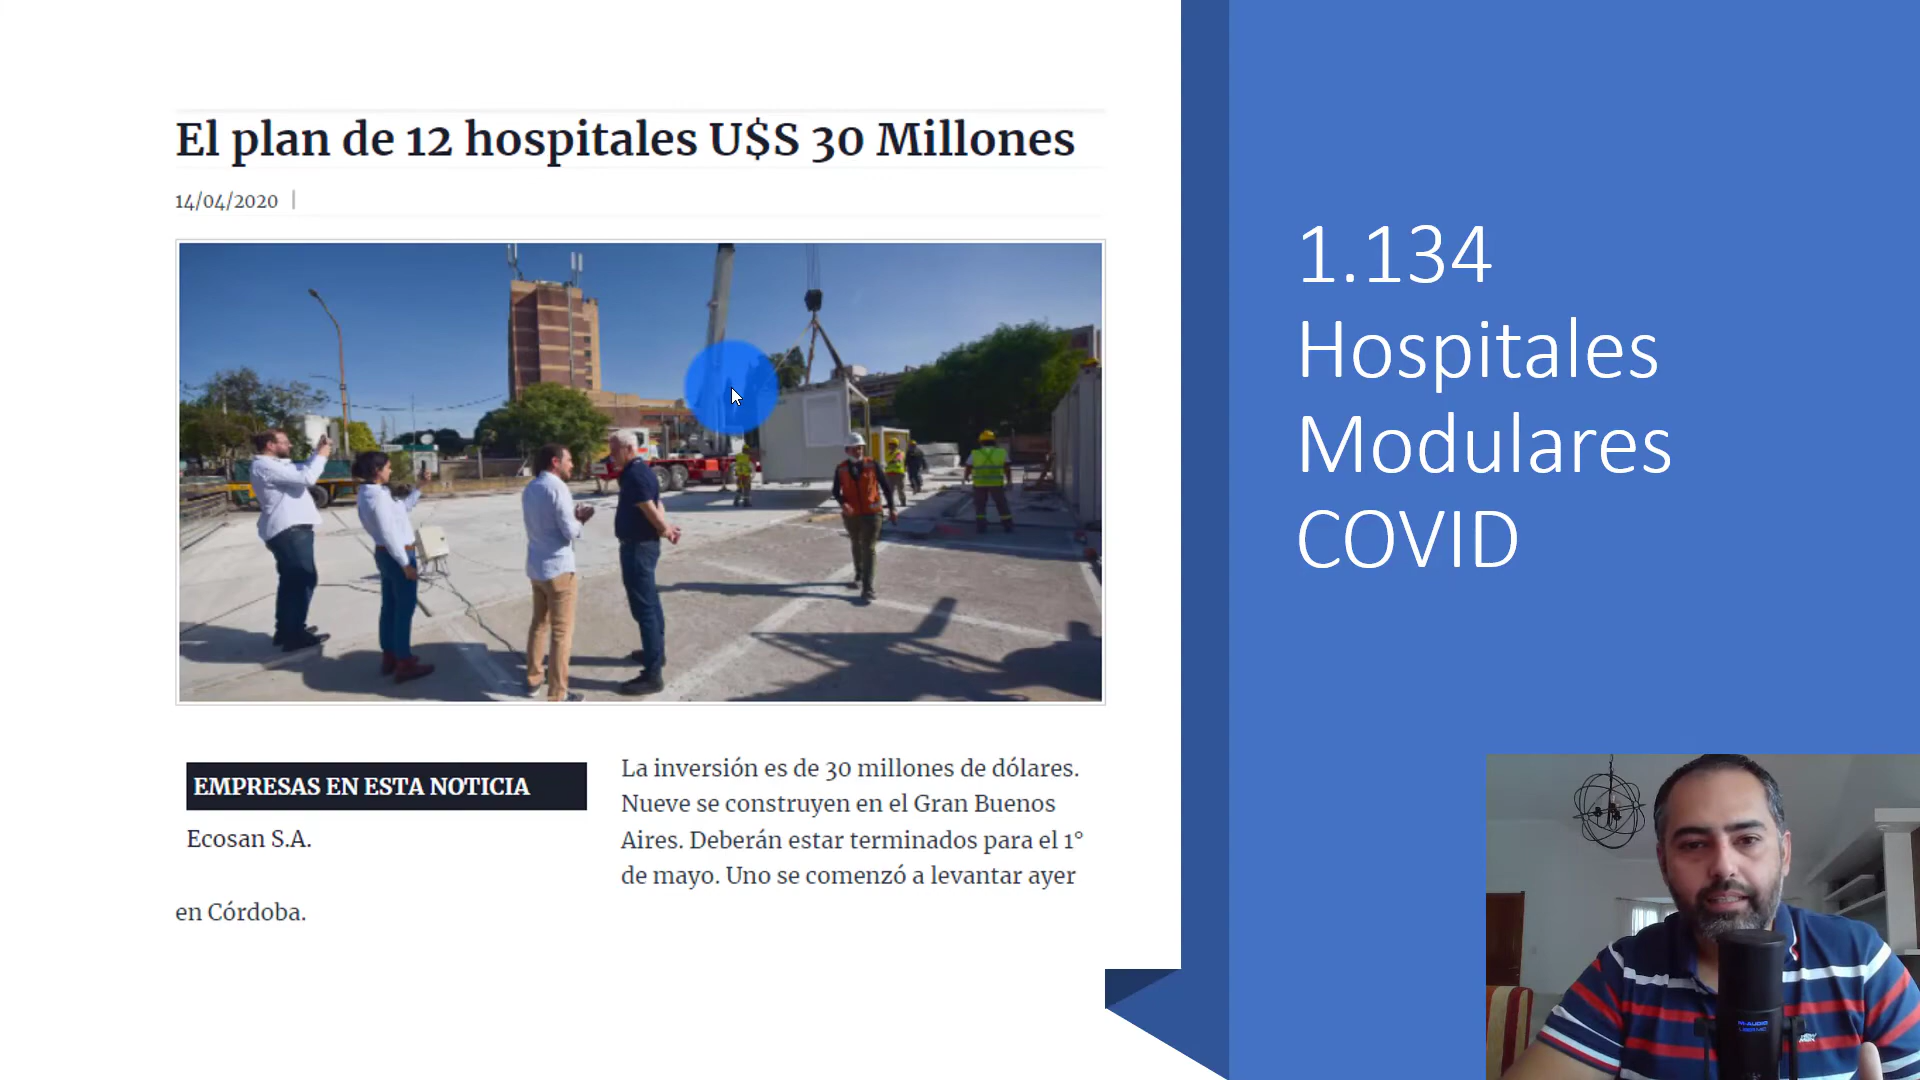 El plan de 12 hospitales U$S 30 Millones
14/04/2020 |
EMPRESAS EN ESTA NOTICIA
Ecosan S.A.
La inversión es de 30 millones de dólares.
Nueve se construyen en el Gran Buenos
Aires. Deberán estar terminados para el 1°
de mayo. Uno se comenzó a levantar ayer
en Córdoba.
1.134
Hospitales
Modulares
COVID
M-AUDIO